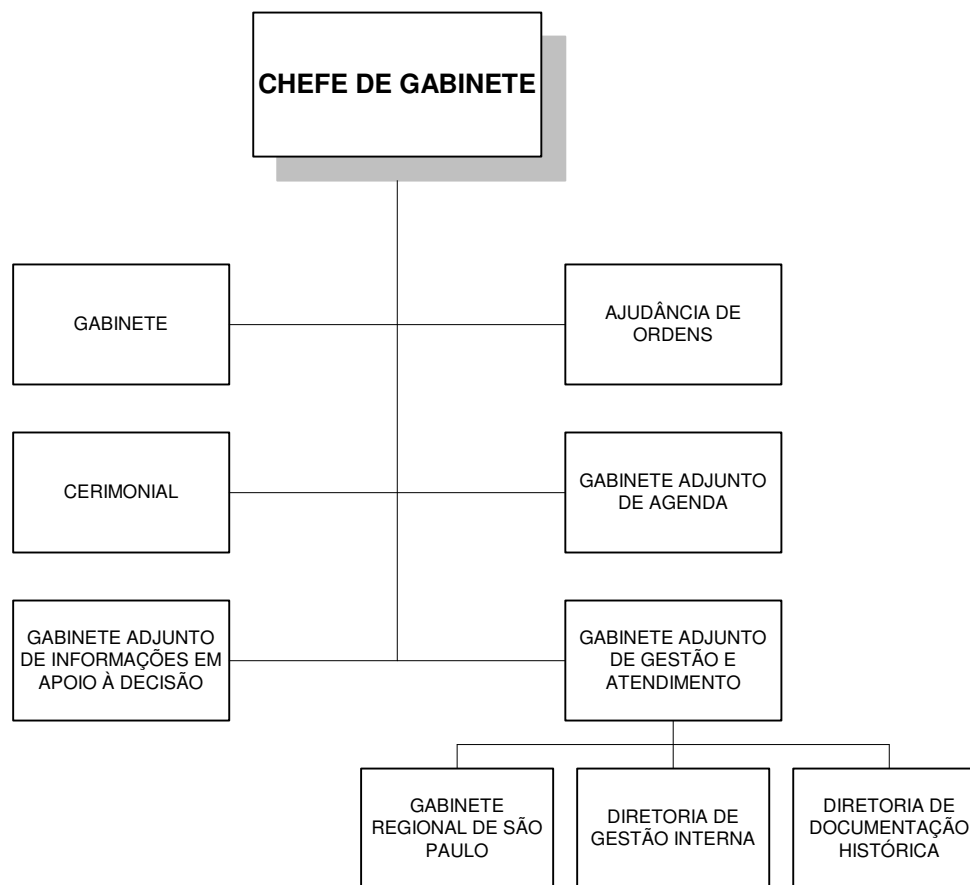 CHEFE DE GABINETE
GABINETE
AJUDÂNCIA DE
ORDENS
CERIMONIAL
GABINETE ADJUNTO
DE AGENDA
GABINETE ADJUNTO
DE INFORMAÇÕES EM
APOIO À DECISÃO
GABINETE ADJUNTO
DE GESTÃO E
ATENDIMENTO
GABINETE
REGIONAL DE SÃO
PAULO
DIRETORIA DE
GESTÃO INTERNA
DIRETORIA DE
DOCUMENTAÇÃO
HISTÓRICA